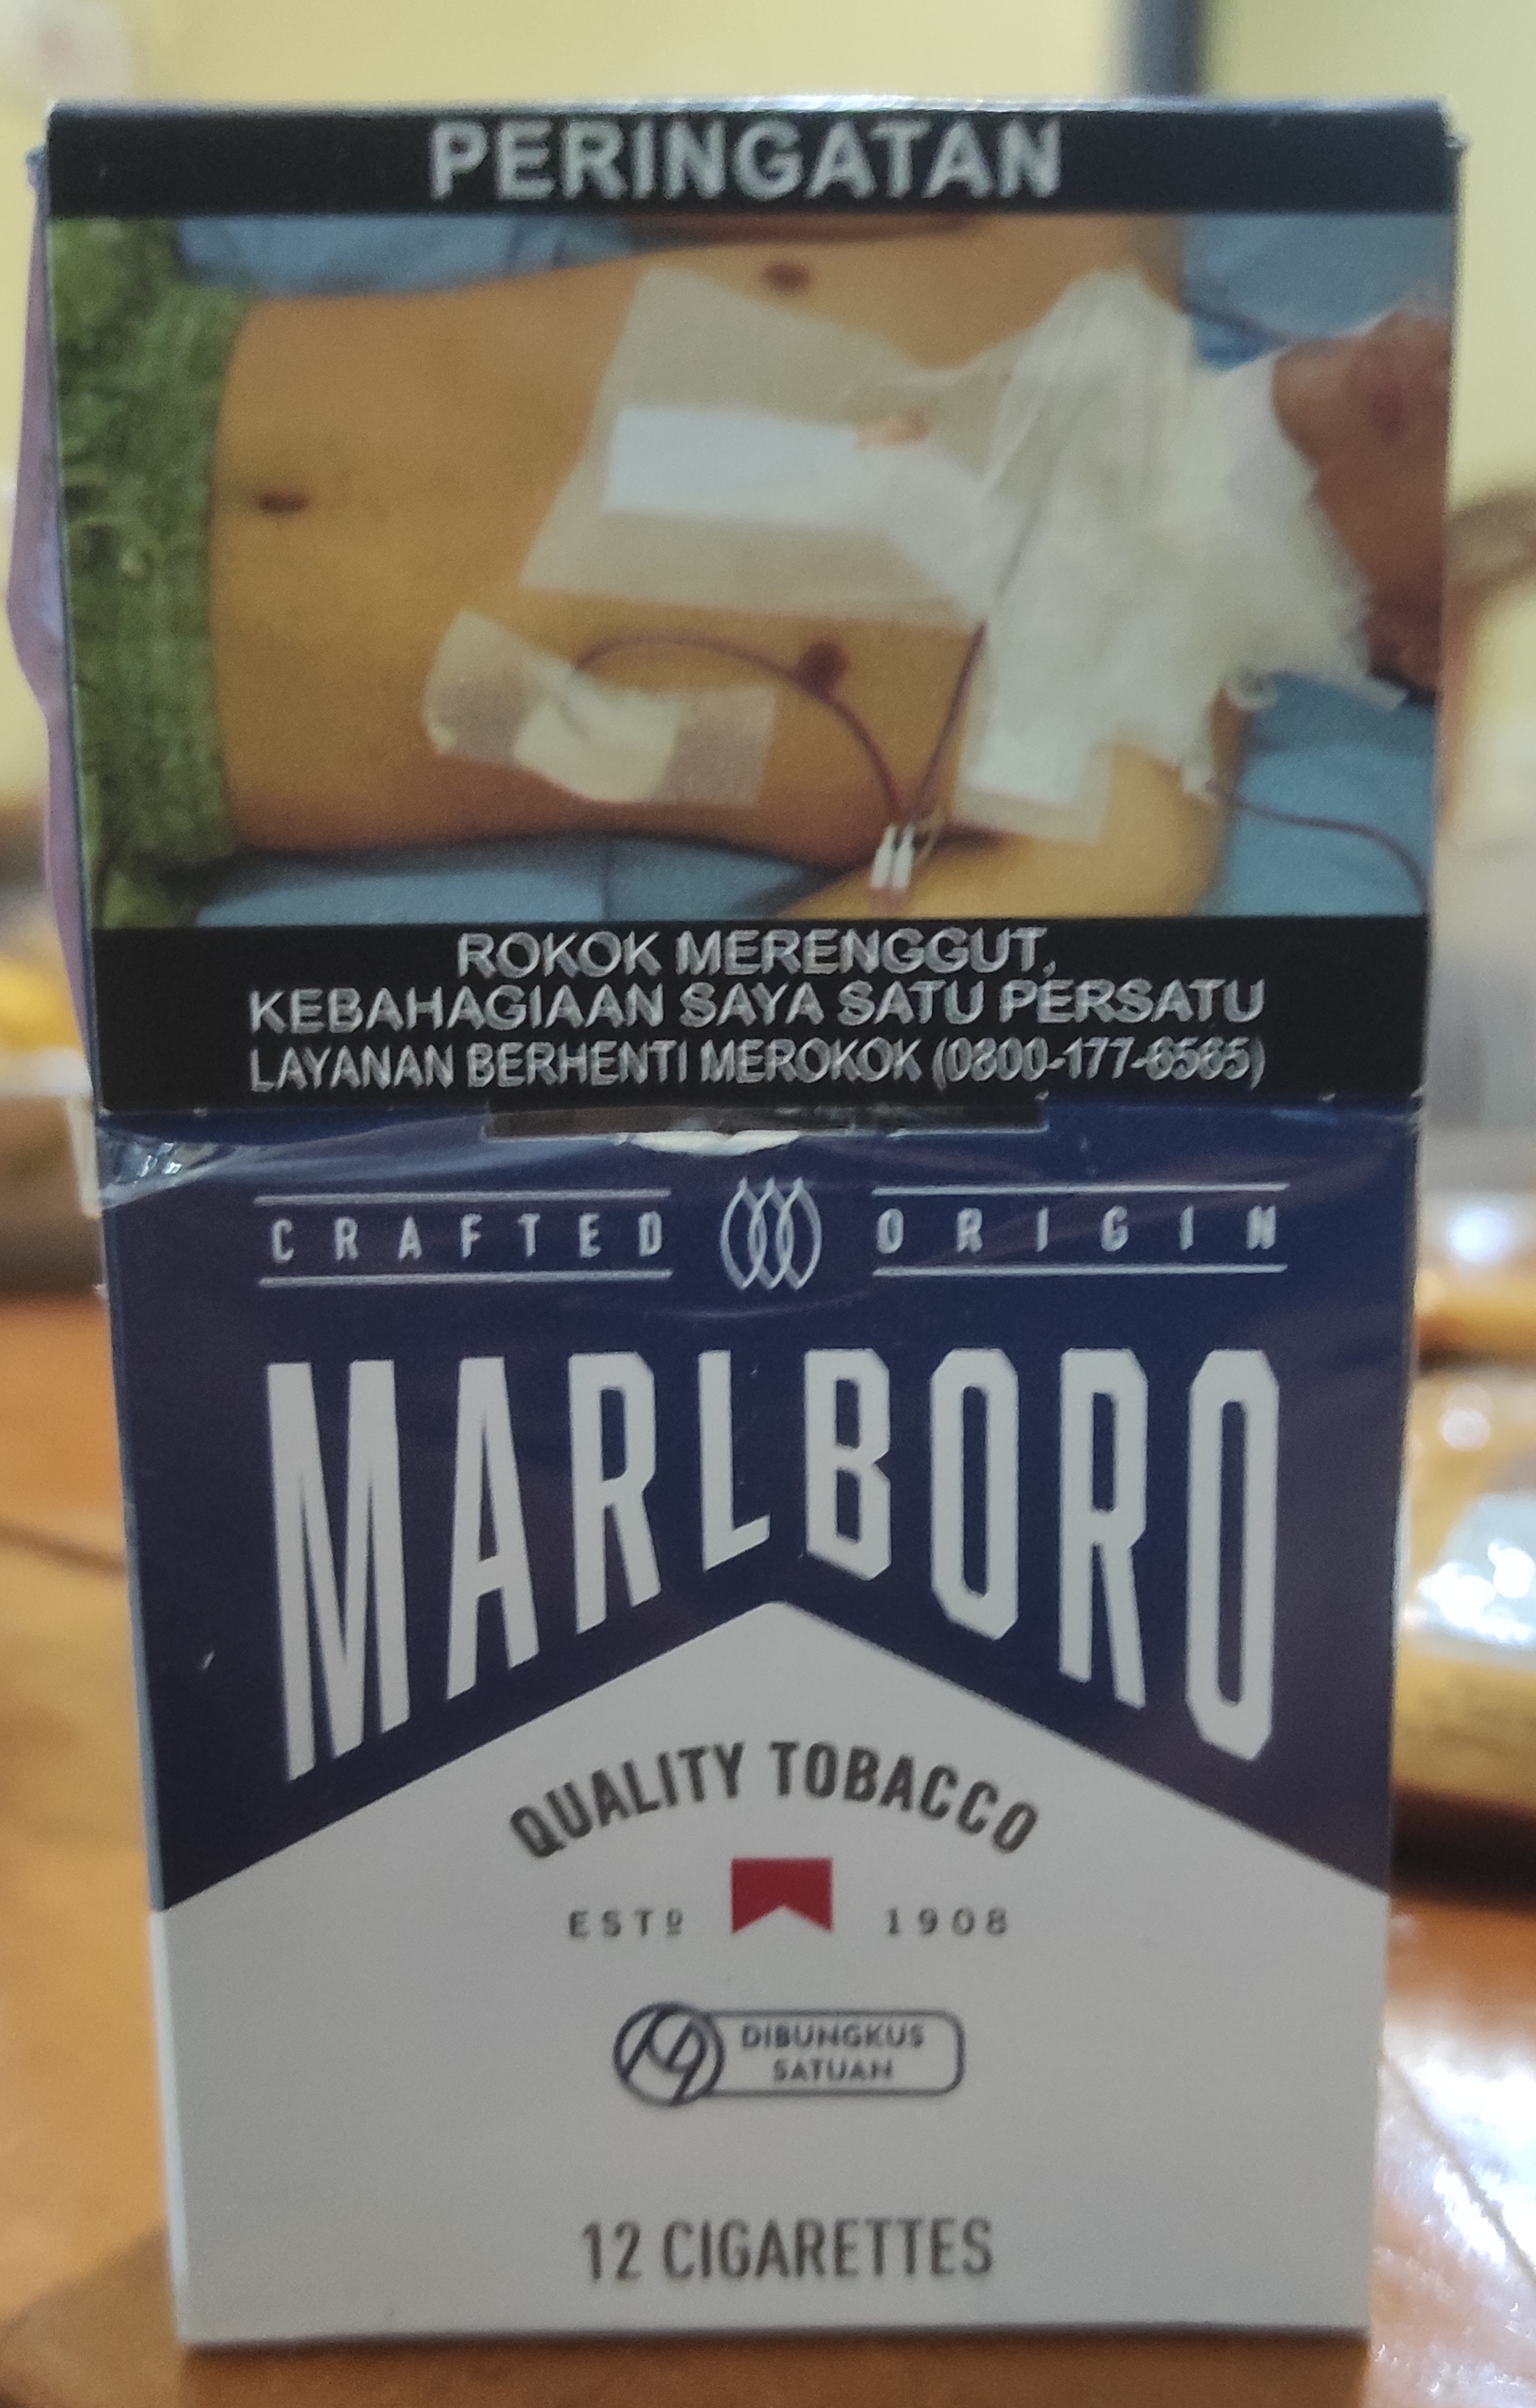 PERINGATAN
ROKOK MERENGGUT,
KEBAHAGIAAN SAYA SATU PERSATU
LAYANAN BERHENTI MEROKOK (0800-177-6565)
CRAFTED ORIGIN
MARLBORO
QUALITY TOBACCO
ESTD 1908
DIBUNGKUS
SATUAN
12 CIGARETTES